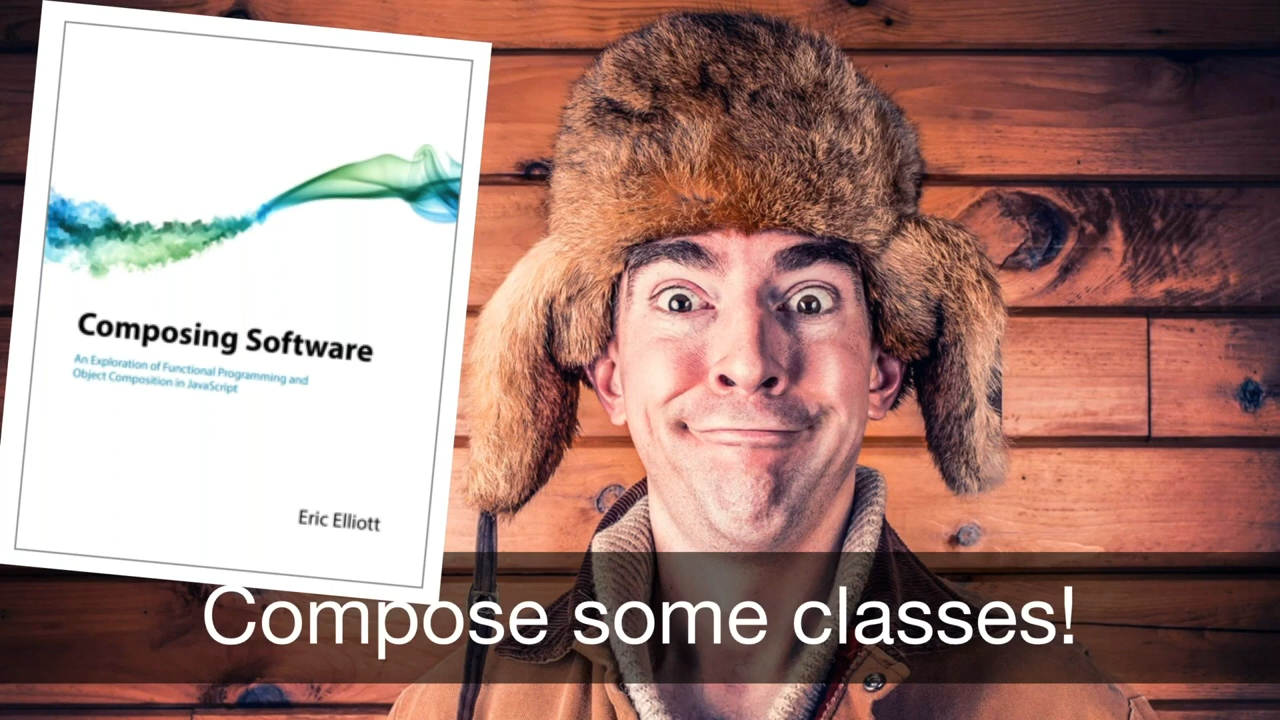 Composing Software
An Exploration of Functional Programming and
Object Composition in JavaScript
Eric Elliott
Compose some classes!